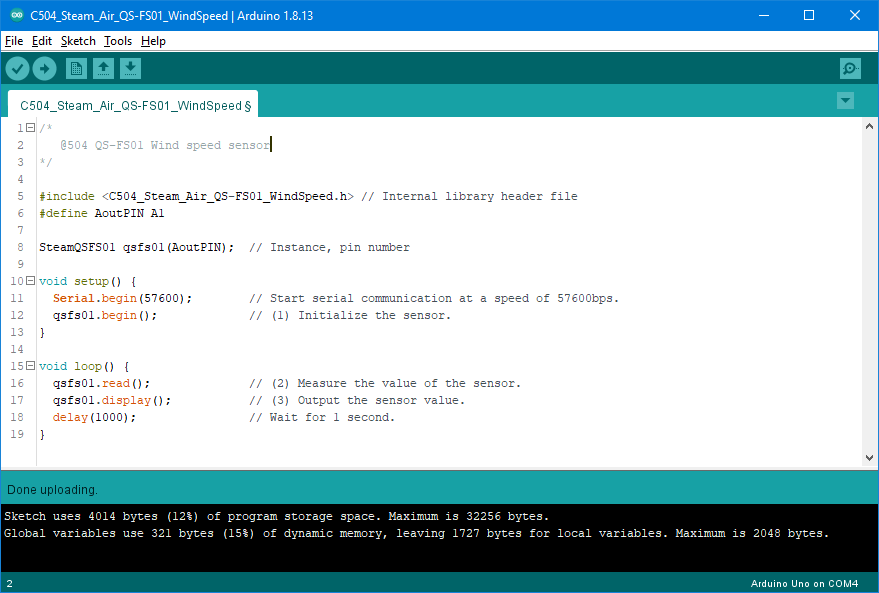 C504_Steam_Air_QS-FS01_WindSpeed | Arduino 1.8.13
File Edit Sketch Tools Help
C504_Steam_Air_QS-FS01_WindSpeed §
1 /*
2 @504 QS-FS01 Wind speed sensor
3 */
4
5 #include <C504_Steam_Air_QS-FS01_WindSpeed.h> // Internal library header file
6 #define AoutPIN A1
7
8 SteamQSFS01 qsfs01(AoutPIN); // Instance, pin number
9
10 void setup() {
11 Serial.begin(57600); // Start serial communication at a speed of 57600bps.
12 qsfs01.begin(); // (1) Initialize the sensor.
13 }
14
15 void loop() {
16 qsfs01.read(); // (2) Measure the value of the sensor.
17 qsfs01.display(); // (3) Output the sensor value.
18 delay(1000); // Wait for 1 second.
19 }
Done uploading.
Sketch uses 4014 bytes (12%) of program storage space. Maximum is 32256 bytes.
Global variables use 321 bytes (15%) of dynamic memory, leaving 1727 bytes for local variables. Maximum is 2048 bytes.
2 Arduino Uno on COM4